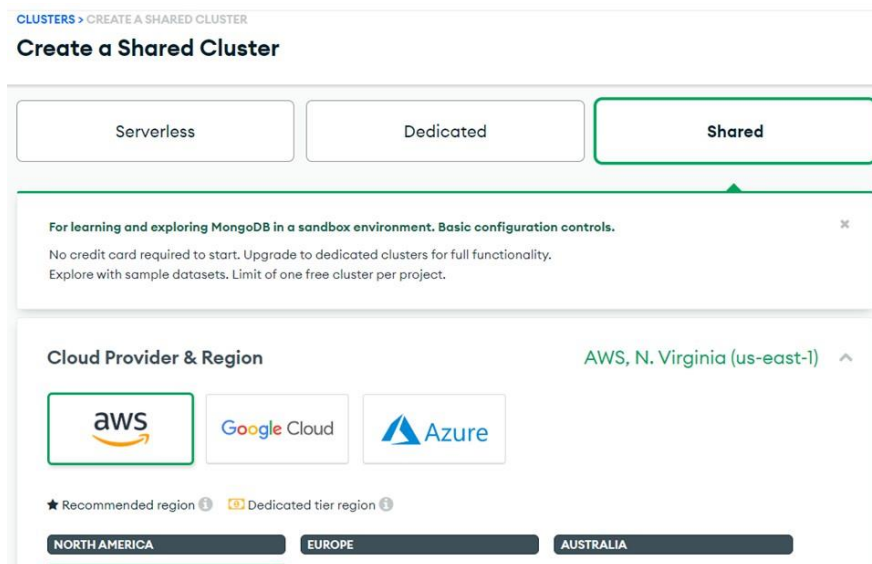 CLUSTERS > CREATE A SHARED CLUSTER
Create a Shared Cluster
Serverless
Dedicated
Shared
For learning and exploring MongoDB in a sandbox environment. Basic configuration controls.
No credit card required to start. Upgrade to dedicated clusters for full functionality.
Explore with sample datasets. Limit of one free cluster per project.
Cloud Provider & Region
AWS, N. Virginia (us-east-1)
aws
Google Cloud
Azure
Recommended region
Dedicated tier region
NORTH AMERICA
EUROPE
AUSTRALIA